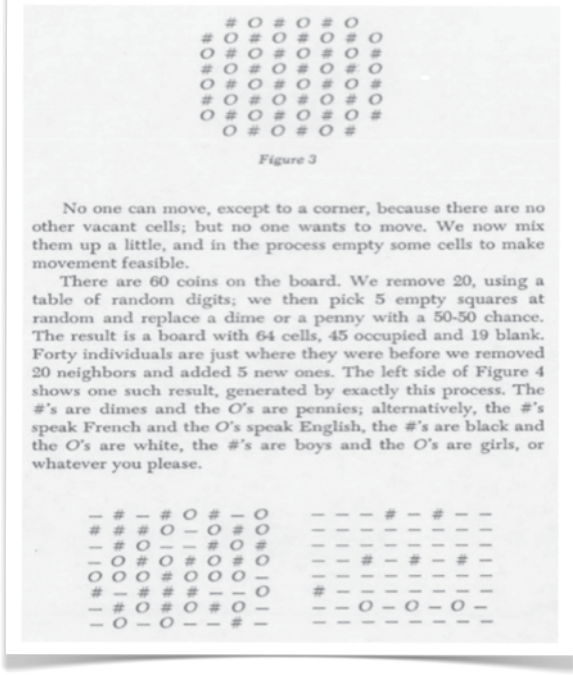 # O # O # O
# O # O # O # O
O # O # O # O #
# O # O # O # O
O # O # O # O #
# O # O # O # O
O # O # O # O #
O # O # O #
Figure 3
No one can move, except to a corner, because there are no
other vacant cells; but no one wants to move. We now mix
them up a little, and in the process empty some cells to make
movement feasible.
There are 60 coins on the board. We remove 20, using a
table of random digits; we then pick 5 empty squares at
random and replace a dime or a penny with a 50-50 chance.
The result is a board with 64 cells, 45 occupied and 19 blank.
Forty individuals are just where they were before we removed
20 neighbors and added 5 new ones. The left side of Figure 4
shows one such result, generated by exactly this process. The
#'s are dimes and the O's are pennies; alternatively, the #'s
speak French and the O's speak English, the #'s are black and
the O's are white, the #'s are boys and the O's are girls, or
whatever you please.
– # – # O # – O – – – # – # – –
# # # O – O # O – – – – – – – –
– # O – – # O # – – – – – – – –
– O # O # O # O – – # – # – # –
O O O # O O O – – – – – – – – –
# – # # # – – O # – – – – – – –
– # O # O # O – – – O – O – O –
– O – O – – # – – – – – – – – –